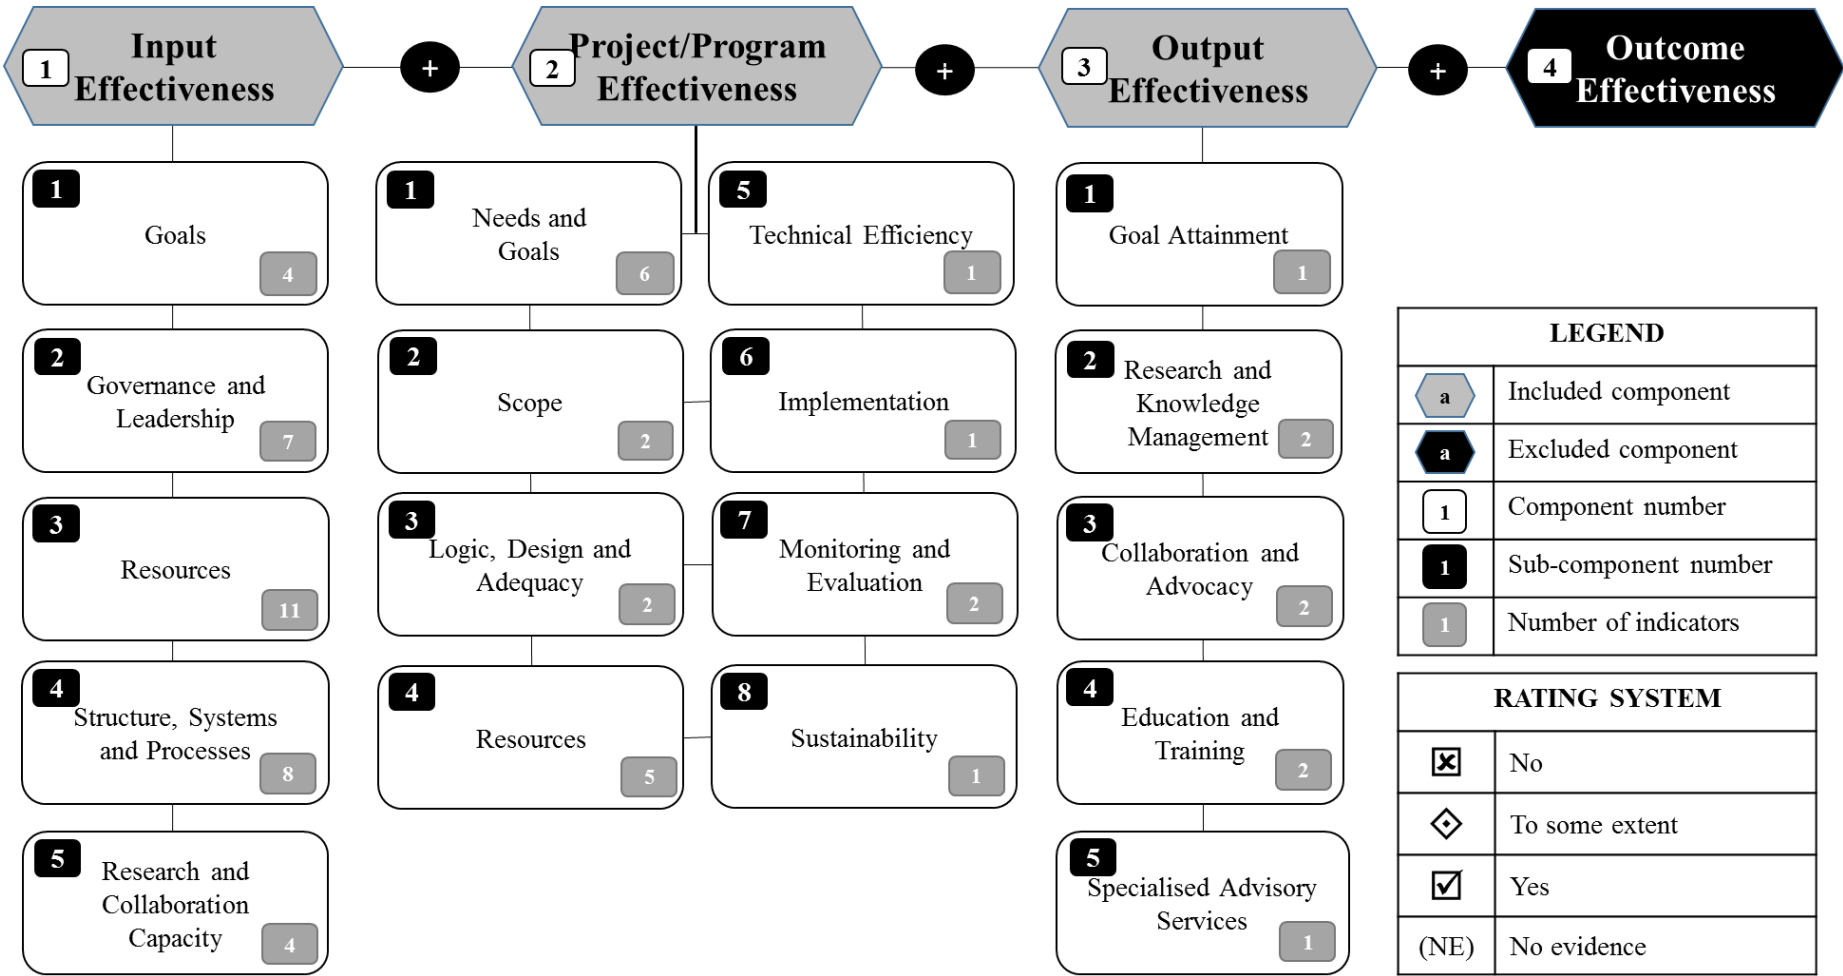 1
Input
Effectiveness
+
2
Project/Program
Effectiveness
+
3
Output
Effectiveness
+
4
Outcome
Effectiveness
1
Goals
4
2
Governance and
Leadership
7
3
Resources
11
4
Structure, Systems
and Processes
8
5
Research and
Collaboration
Capacity
4
1
Needs and
Goals
6
2
Scope
2
3
Logic, Design and
Adequacy
2
4
Resources
5
5
Technical Efficiency
1
6
Implementation
1
7
Monitoring and
Evaluation
2
8
Sustainability
1
1
Goal Attainment
1
2
Research and
Knowledge
Management
2
3
Collaboration and
Advocacy
2
4
Education and
Training
2
5
Specialised Advisory
Services
1
LEGEND
a Included component
a Excluded component
1 Component number
1 Sub-component number
1 Number of indicators
RATING SYSTEM
No
To some extent
Yes
(NE) No evidence